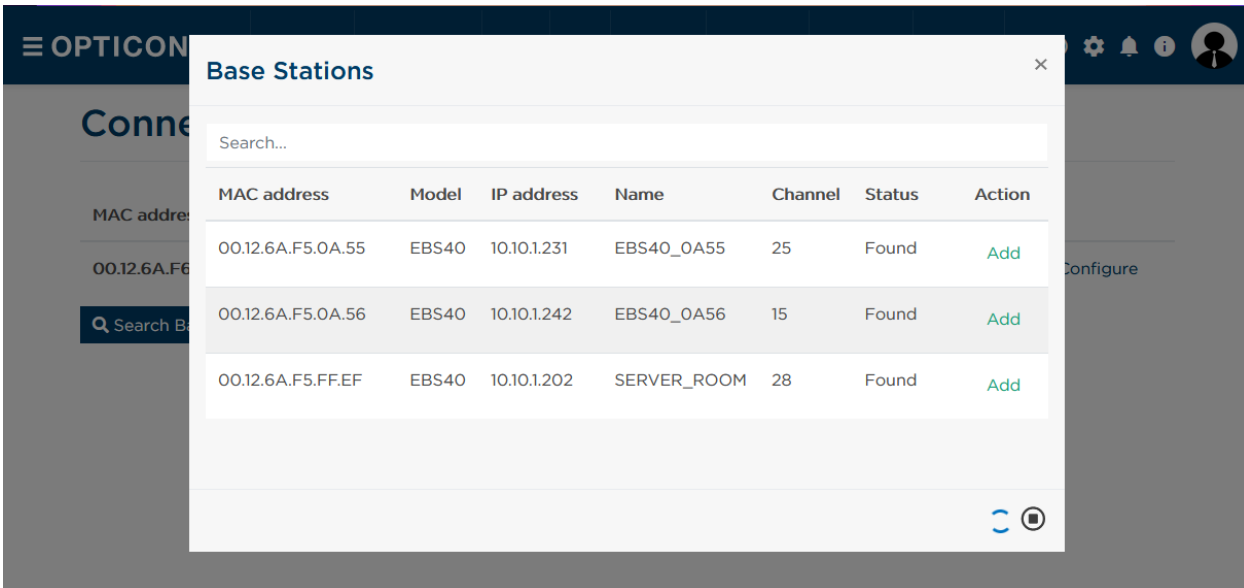 OPTICON
Base Stations
×
Conne
Search...
MAC address Model IP address Name Channel Status Action
MAC addre
00.12.6A.F5.0A.55 EBS40 10.10.1.231 EBS40_0A55 25 Found Add
00.12.6A.F6 Configure
00.12.6A.F5.0A.56 EBS40 10.10.1.242 EBS40_0A56 15 Found Add
Search Ba
00.12.6A.F5.FF.EF EBS40 10.10.1.202 SERVER_ROOM 28 Found Add